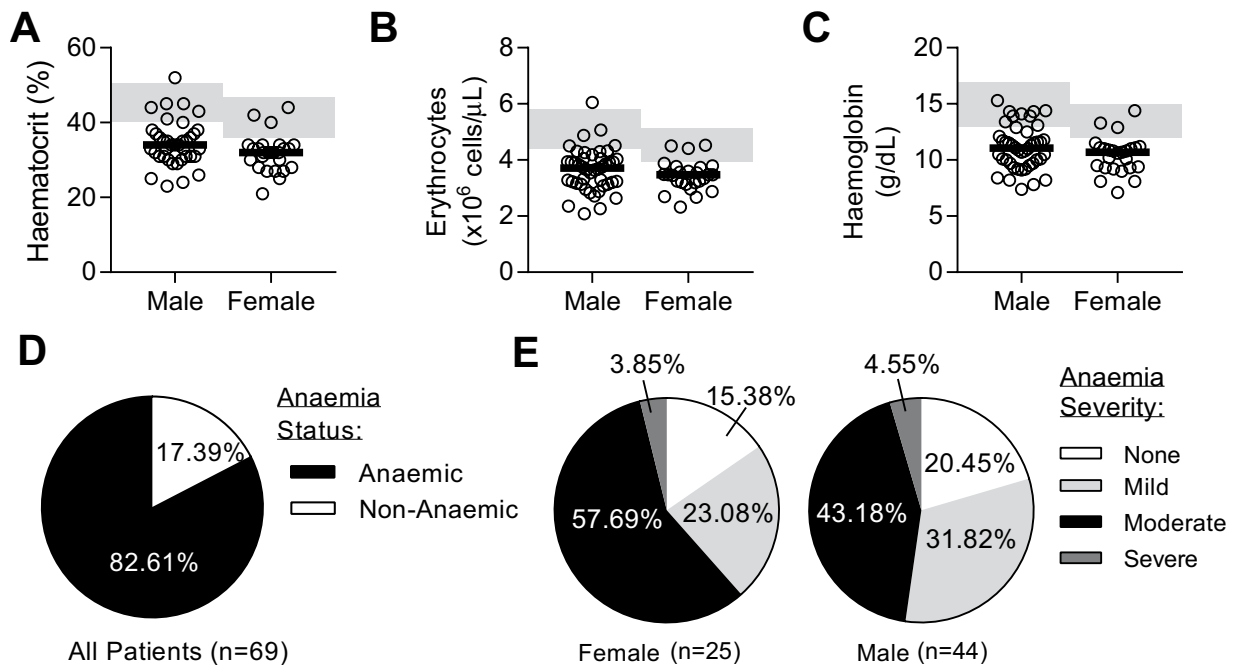 A
Haematocrit (%)
60
40
20
0
Male
Female
B
Erythrocytes
(x10⁶ cells/µL)
8
6
4
2
0
Male
Female
C
Haemoglobin
(g/dL)
20
15
10
5
0
Male
Female
D
17.39%
82.61%
Anaemia
Status:
Anaemic
Non-Anaemic
All Patients (n=69)
E
3.85%
15.38%
57.69%
23.08%
Female (n=25)
4.55%
20.45%
43.18%
31.82%
Male (n=44)
Anaemia
Severity:
None
Mild
Moderate
Severe